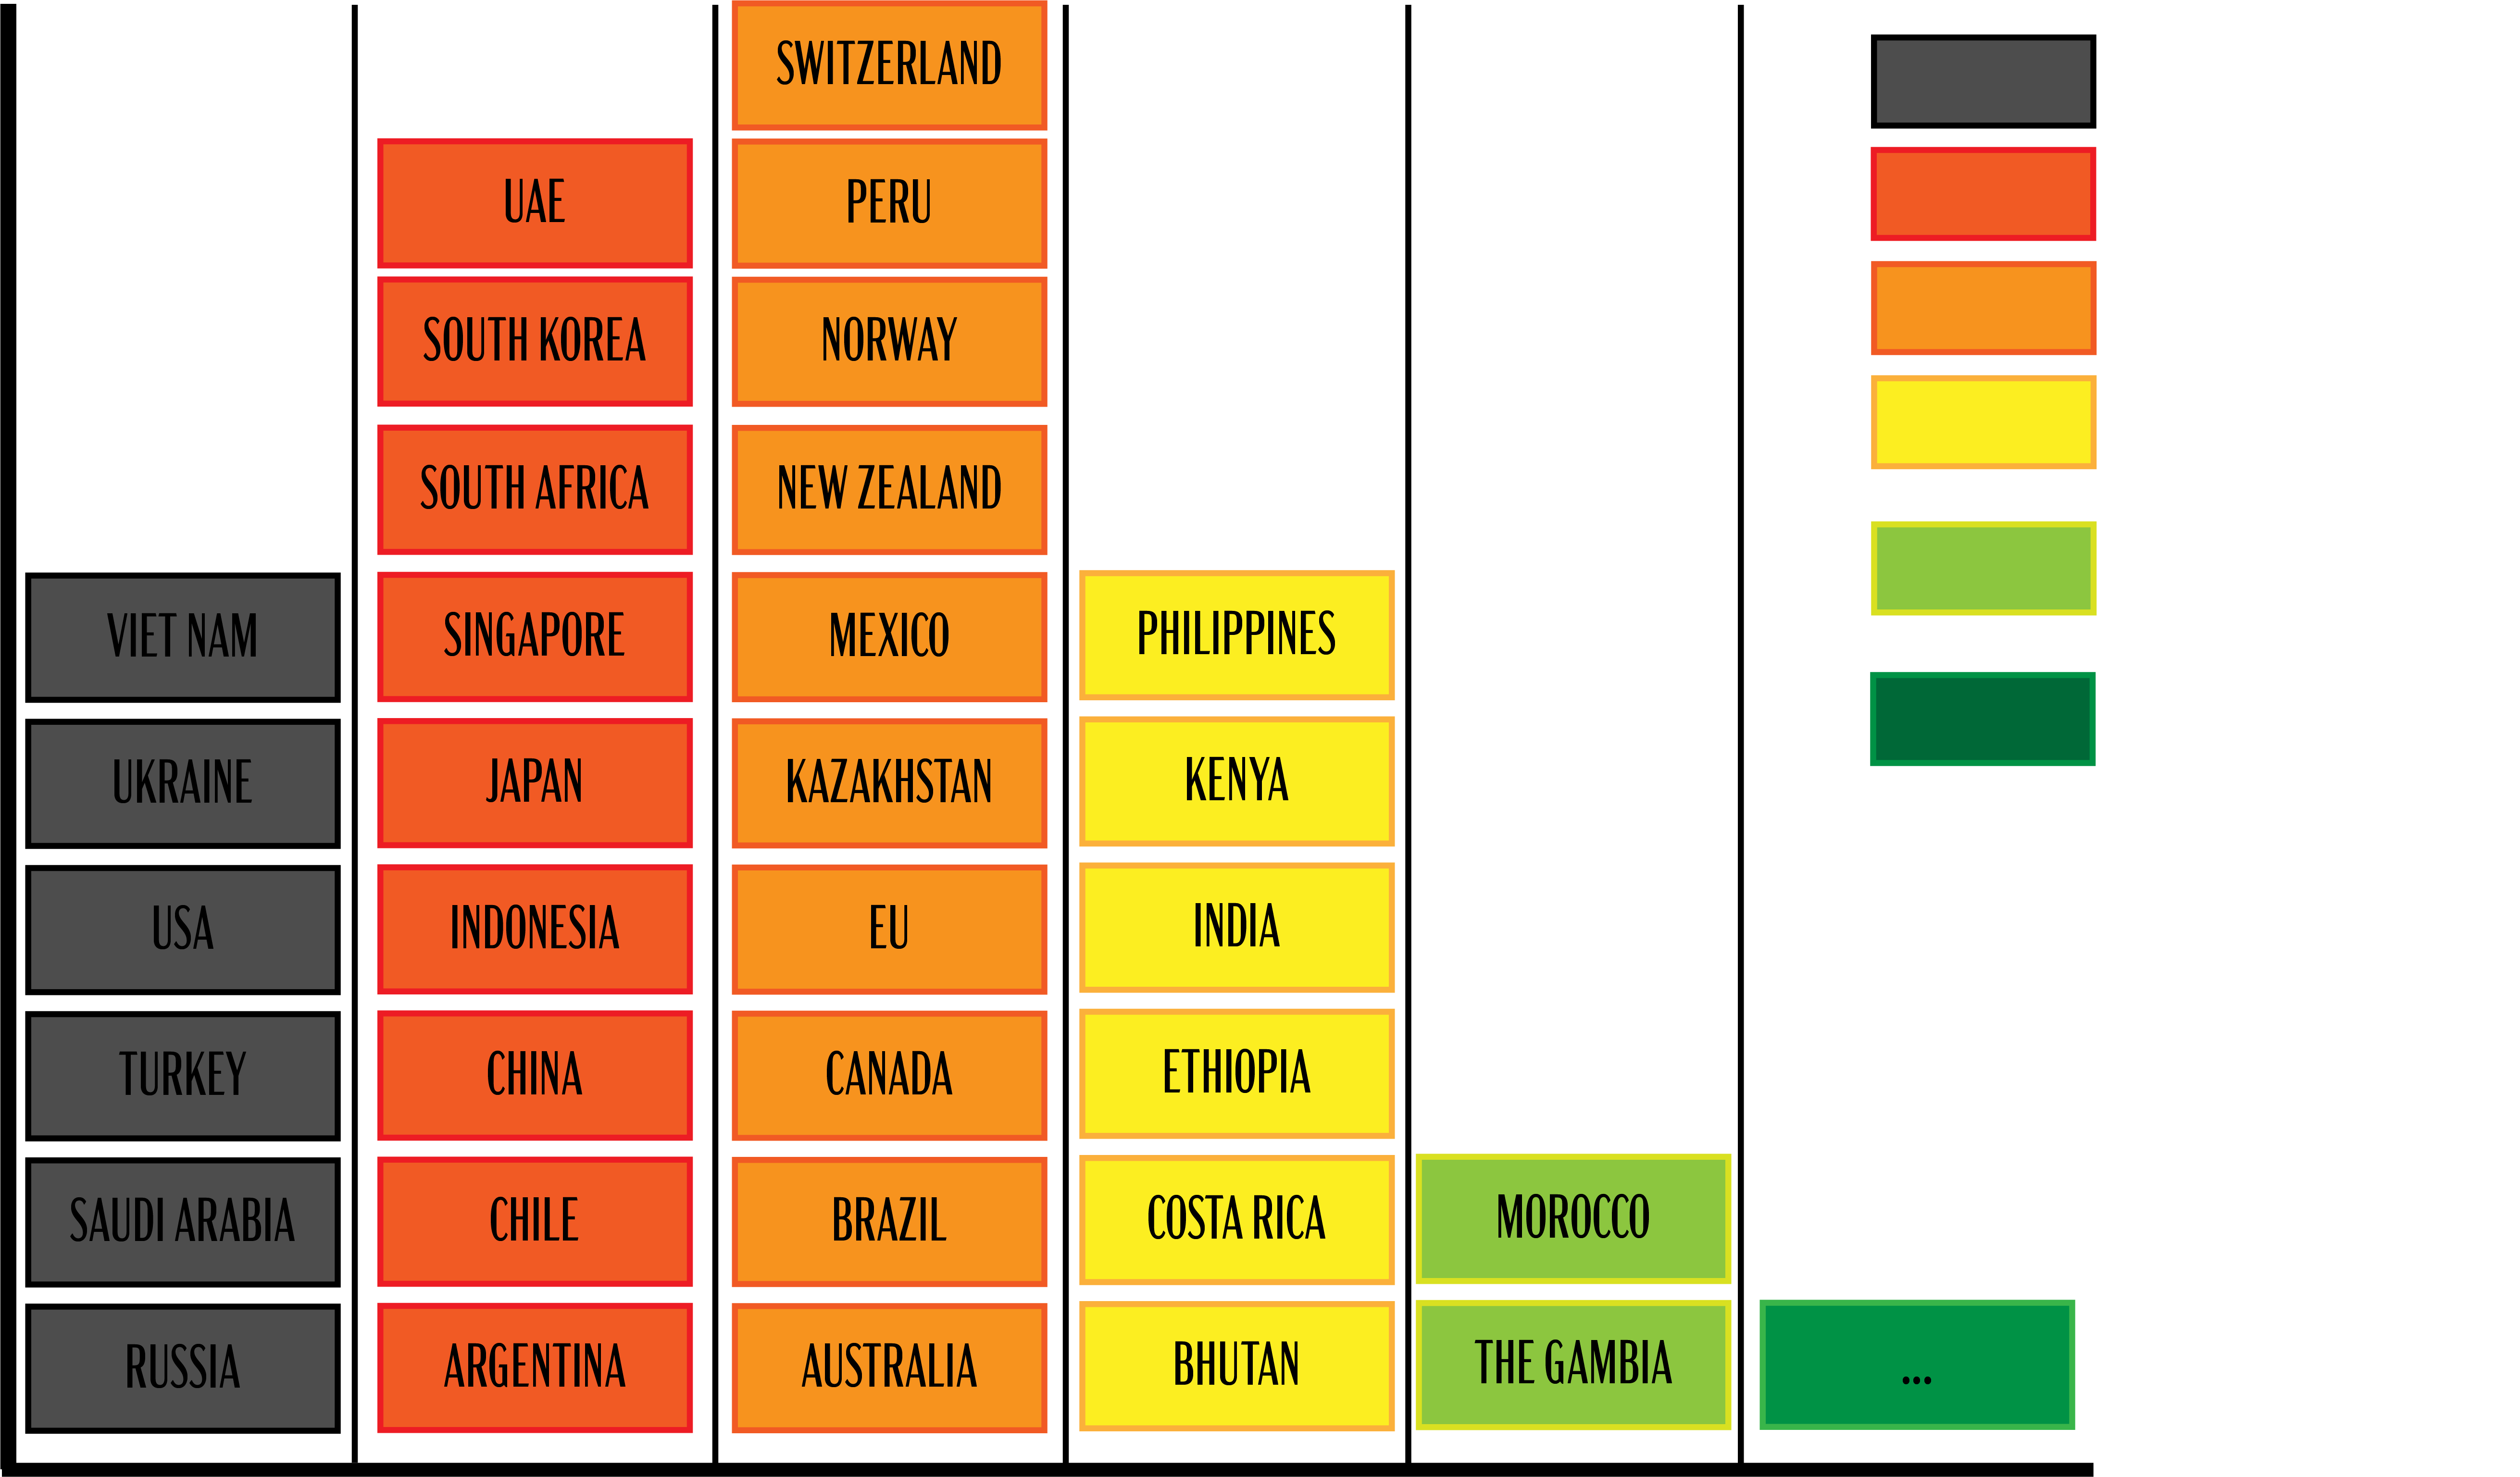 VIET NAM
UKRAINE
USA
TURKEY
SAUDI ARABIA
RUSSIA
UAE
SOUTH KOREA
SOUTH AFRICA
SINGAPORE
JAPAN
INDONESIA
CHINA
CHILE
ARGENTINA
SWITZERLAND
PERU
NORWAY
NEW ZEALAND
MEXICO
KAZAKHSTAN
EU
CANADA
BRAZIL
AUSTRALIA
PHILIPPINES
KENYA
INDIA
ETHIOPIA
COSTA RICA
BHUTAN
MOROCCO
THE GAMBIA
...